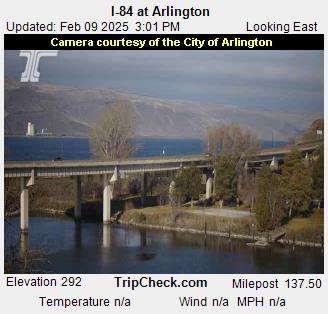 I-84 at Arlington
Updated: Feb 09 2025 3:01 PM Looking East
Camera courtesy of the City of Arlington
Elevation 292 TripCheck.com Milepost 137.50
Temperature n/a Wind n/a MPH n/a